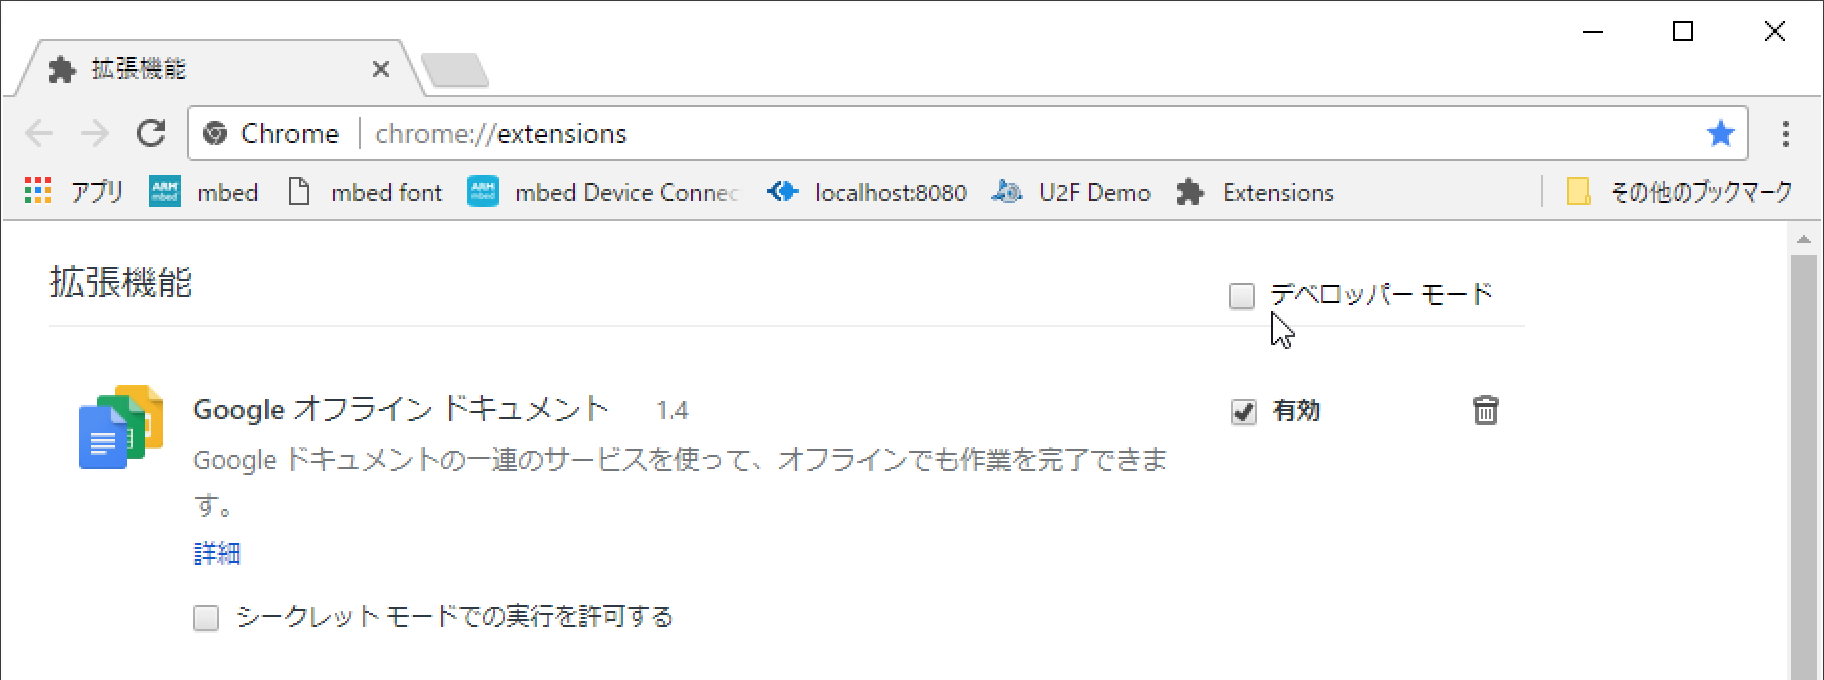 拡張機能
Chrome chrome://extensions
アプリ ARM mbed mbed mbed font ARM mbed mbed Device Connec localhost:8080 U2F Demo Extensions その他のブックマーク
拡張機能
デベロッパー モード
Google オフライン ドキュメント 1.4 有効
Google ドキュメントの一連のサービスを使って、オフラインでも作業を完了できま
す。
詳細
シークレット モードでの実行を許可する